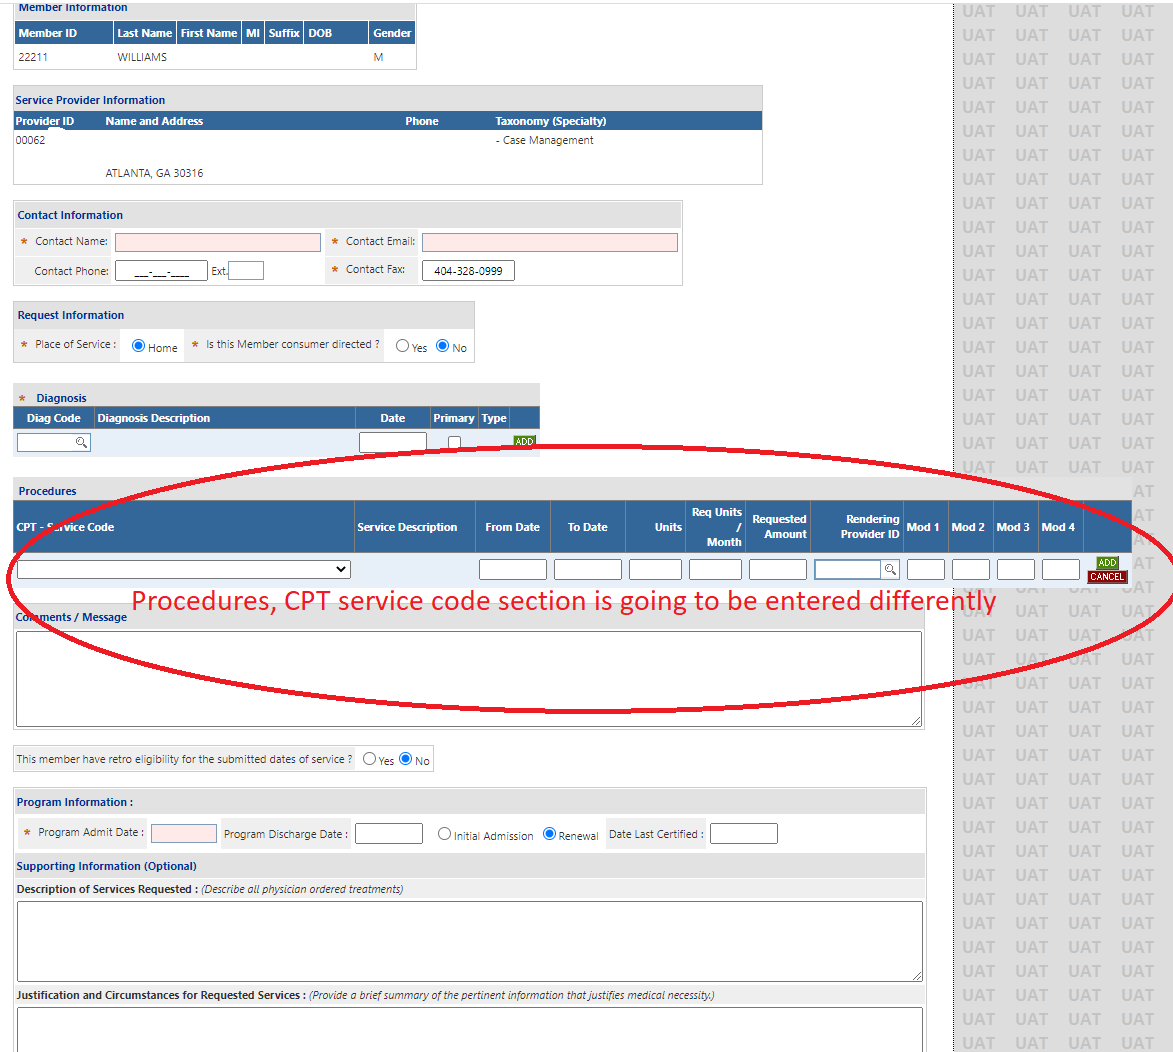 Member Information
Member ID Last Name First Name MI Suffix DOB Gender
22211 WILLIAMS M
Service Provider Information
Provider ID Name and Address Phone Taxonomy (Specialty)
00062 - Case Management
ATLANTA, GA 30316
Contact Information
* Contact Name: * Contact Email:
Contact Phone: ___-___-____ Ext. * Contact Fax: 404-328-0999
Request Information
* Place of Service : Home * Is this Member consumer directed ? Yes No
* Diagnosis
Diag Code Diagnosis Description Date Primary Type
ADD
Procedures
CPT - Service Code Service Description From Date To Date Units Req Units / Month Requested Amount Rendering Provider ID Mod 1 Mod 2 Mod 3 Mod 4
ADD
CANCEL
Procedures, CPT service code section is going to be entered differently
Comments / Message
This member have retro eligibility for the submitted dates of service ? Yes No
Program Information :
* Program Admit Date : Program Discharge Date : Initial Admission Renewal Date Last Certified :
Supporting Information (Optional)
Description of Services Requested : (Describe all physician ordered treatments)
Justification and Circumstances for Requested Services : (Provide a brief summary of the pertinent information that justifies medical necessity.)
UAT UAT UAT UAT